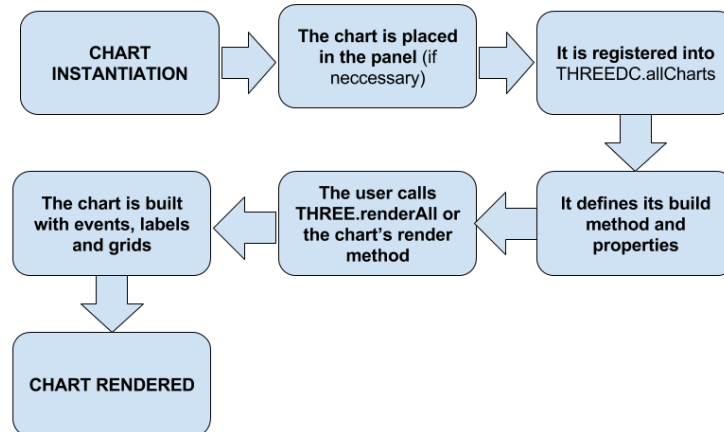 CHART
INSTANTIATION
The chart is placed
in the panel (if
neccessary)
It is registered into
THREEDC.allCharts
It defines its build
method and
properties
The user calls
THREE.renderAll or
the chart's render
method
The chart is built
with events, labels
and grids
CHART RENDERED